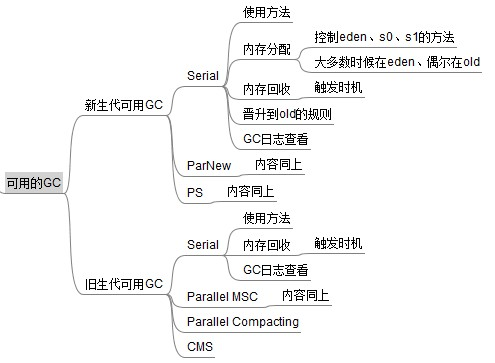 可用的GC
新生代可用GC
Serial
使用方法
内存分配
控制eden、s0、s1的方法
大多数时候在eden、偶尔在old
内存回收
触发时机
晋升到old的规则
GC日志查看
ParNew
内容同上
PS
内容同上
旧生代可用GC
Serial
使用方法
内存回收
触发时机
GC日志查看
Parallel MSC
内容同上
Parallel Compacting
CMS